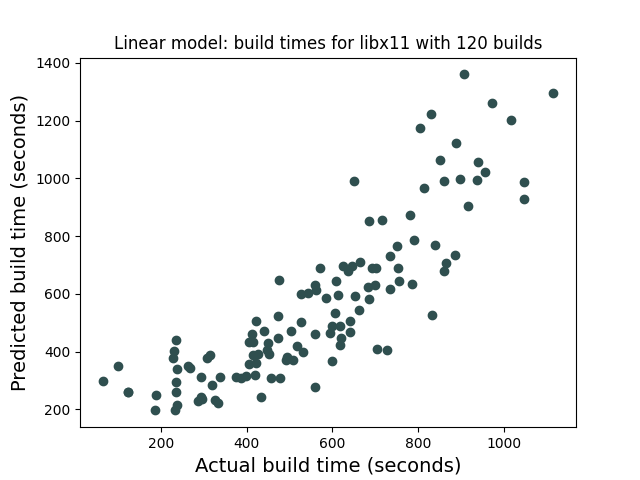 Linear model: build times for libx11 with 120 builds
1400
1200
1000
800
600
400
200
Predicted build time (seconds)
200 400 600 800 1000
Actual build time (seconds)